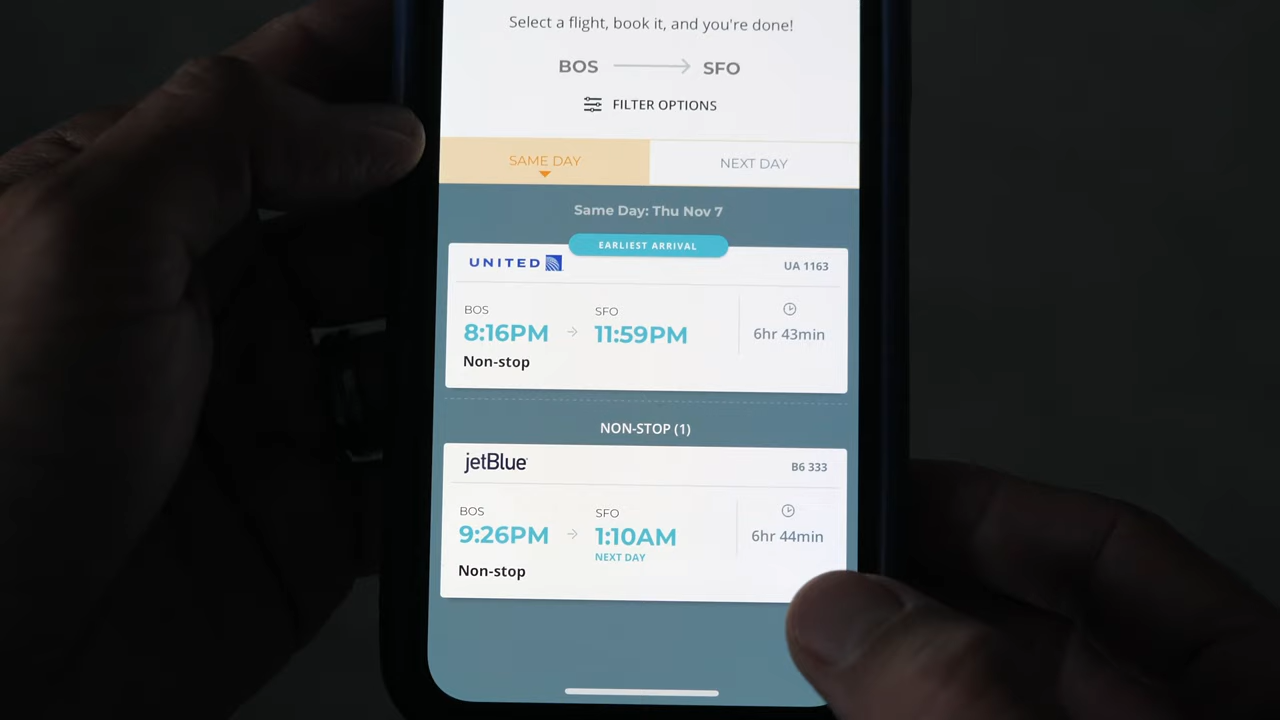 Select a flight, book it, and you're done!
BOS SFO
FILTER OPTIONS
SAME DAY NEXT DAY
Same Day: Thu Nov 7
EARLIEST ARRIVAL
UNITED UA 1163
BOS SFO
8:16PM 11:59PM 6hr 43min
Non-stop
NON-STOP (1)
jetBlue B6 333
BOS SFO
9:26PM 1:10AM 6hr 44min
NEXT DAY
Non-stop